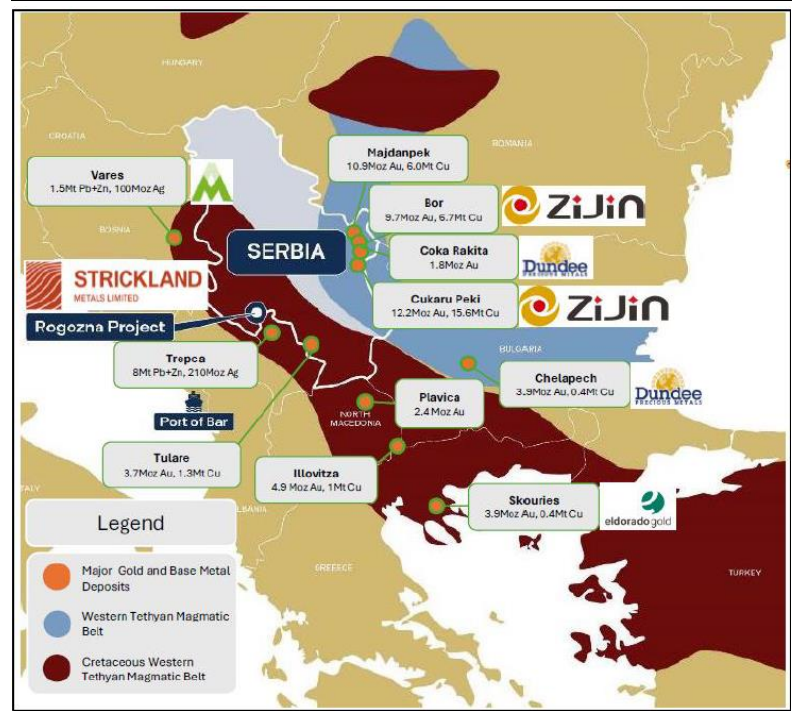 HUNGARY
CROATIA
ROMANIA
Majdanpek
10.9Moz Au, 6.0Mt Cu
Vares
1.5Mt Pb+Zn, 100Moz Ag
Bor
9.7Moz Au, 6.7Mt Cu
ZIJIN
BOSNIA
SERBIA
Coka Rakita
1.8Moz Au
Dundee
PRECIOUS METALS
STRICKLAND
METALS LIMITED
Cukaru Peki
12.2Moz Au, 15.6Mt Cu
ZIJIN
Rogozna Project
BULGARIA
Trepca
8Mt Pb+Zn, 210Moz Ag
Chelapech
3.9Moz Au, 0.4Mt Cu
Dundee
PRECIOUS METALS
Plavica
2.4 Moz Au
Port of Bar
NORTH
MACEDONIA
Tulare
3.7Moz Au, 1.3Mt Cu
Illovitza
4.9 Moz Au, 1Mt Cu
Skouries
3.9Moz Au, 0.4Mt Cu
eldorado gold
ITALY
ALBANIA
Legend
Major Gold and Base Metal
Deposits
GREECE
TURKEY
Western Tethyan Magmatic
Belt
Cretaceous Western
Tethyan Magmatic Belt